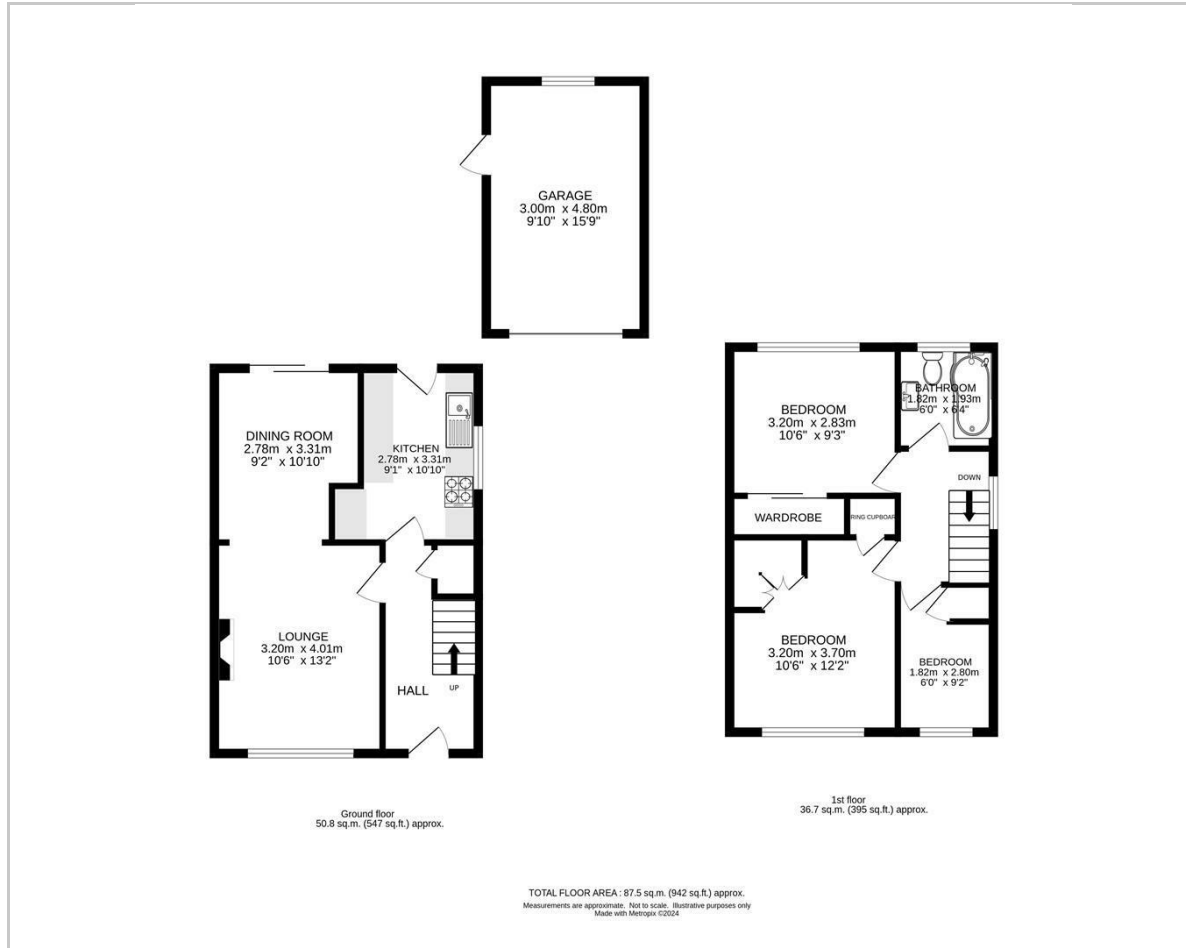 GARAGE
3.00m x 4.80m
9'10" x 15'9"
DINING ROOM
2.78m x 3.31m
9'2" x 10'10"
KITCHEN
2.78m x 3.31m
9'1" x 10'10"
LOUNGE
3.20m x 4.01m
10'6" x 13'2"
HALL
UP
Ground floor
50.8 sq.m. (547 sq.ft.) approx.
BEDROOM
3.20m x 2.83m
10'6" x 9'3"
BATHROOM
1.82m x 1.93m
6'0" x 6'4"
DOWN
WARDROBE
RING CUPBOAR
BEDROOM
3.20m x 3.70m
10'6" x 12'2"
BEDROOM
1.82m x 2.80m
6'0" x 9'2"
1st floor
36.7 sq.m. (395 sq.ft.) approx.
TOTAL FLOOR AREA : 87.5 sq.m. (942 sq.ft.) approx.
Measurements are approximate. Not to scale. Illustrative purposes only
Made with Metropix ©2024